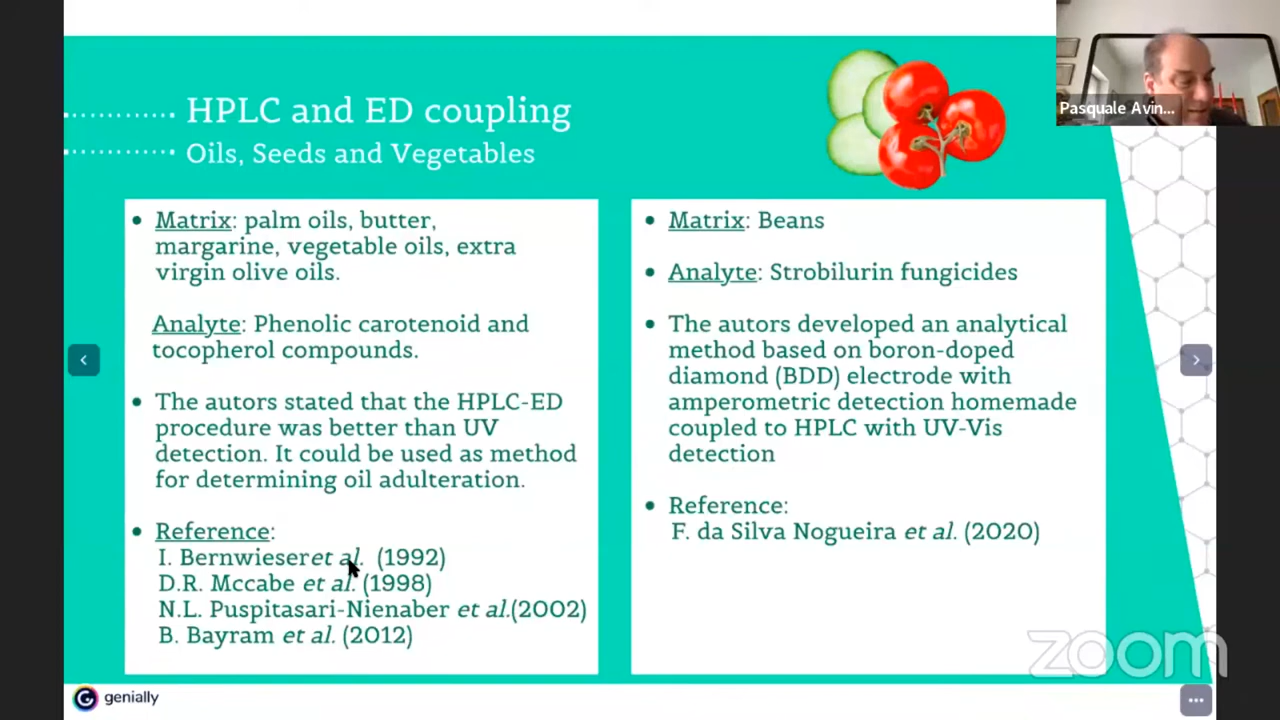 Pasquale Avin...
HPLC and ED coupling
Oils, Seeds and Vegetables
• Matrix: palm oils, butter,
margarine, vegetable oils, extra
virgin olive oils.
Analyte: Phenolic carotenoid and
tocopherol compounds.
• The autors stated that the HPLC-ED
procedure was better than UV
detection. It could be used as method
for determining oil adulteration.
• Reference:
I. Bernwieseret al. (1992)
D.R. Mccabe et al. (1998)
N.L. Puspitasari-Nienaber et al.(2002)
B. Bayram et al. (2012)
• Matrix: Beans
• Analyte: Strobilurin fungicides
• The autors developed an analytical
method based on boron-doped
diamond (BDD) electrode with
amperometric detection homemade
coupled to HPLC with UV-Vis
detection
• Reference:
F. da Silva Nogueira et al. (2020)
zoom
genially